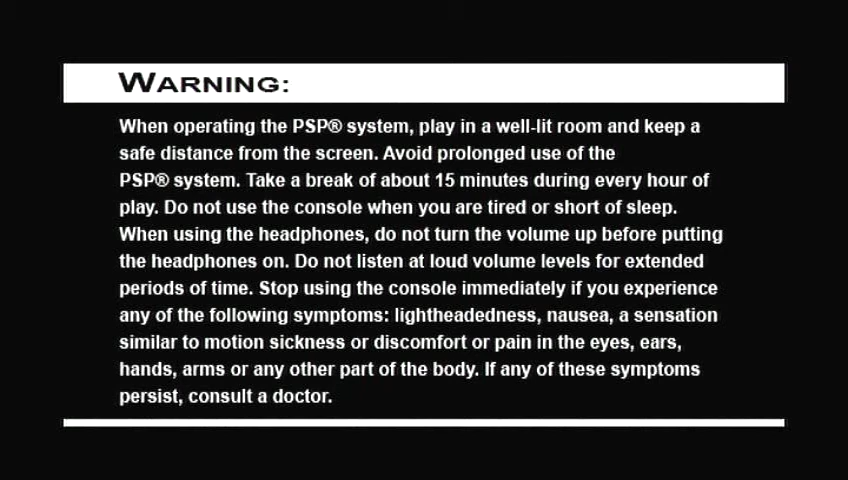 WARNING:
When operating the PSP® system, play in a well-lit room and keep a
safe distance from the screen. Avoid prolonged use of the
PSP® system. Take a break of about 15 minutes during every hour of
play. Do not use the console when you are tired or short of sleep.
When using the headphones, do not turn the volume up before putting
the headphones on. Do not listen at loud volume levels for extended
periods of time. Stop using the console immediately if you experience
any of the following symptoms: lightheadedness, nausea, a sensation
similar to motion sickness or discomfort or pain in the eyes, ears,
hands, arms or any other part of the body. If any of these symptoms
persist, consult a doctor.